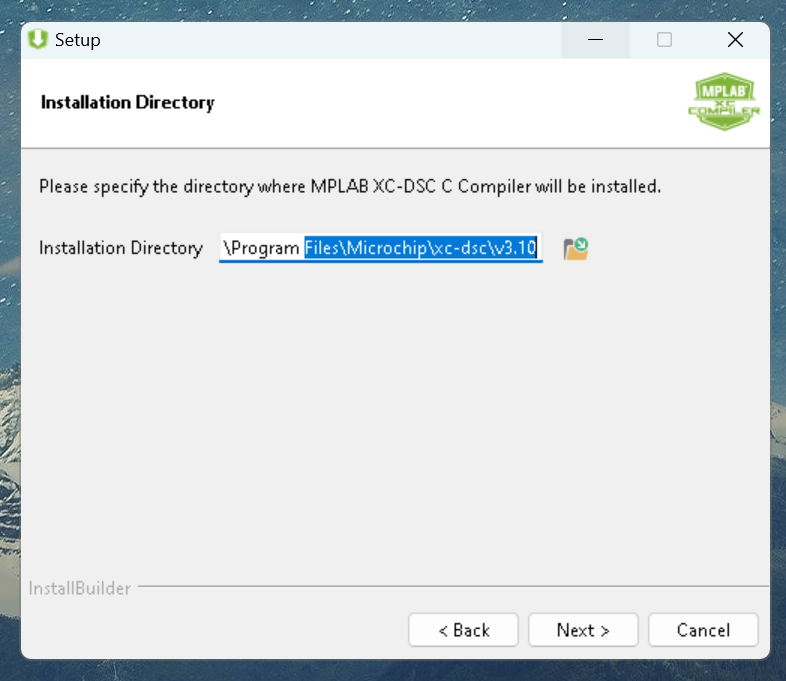 Setup
Installation Directory
MPLAB
XC
COMPILER
Please specify the directory where MPLAB XC-DSC C Compiler will be installed.
Installation Directory \Program Files\Microchip\xc-dsc\v3.10
InstallBuilder
< Back Next > Cancel